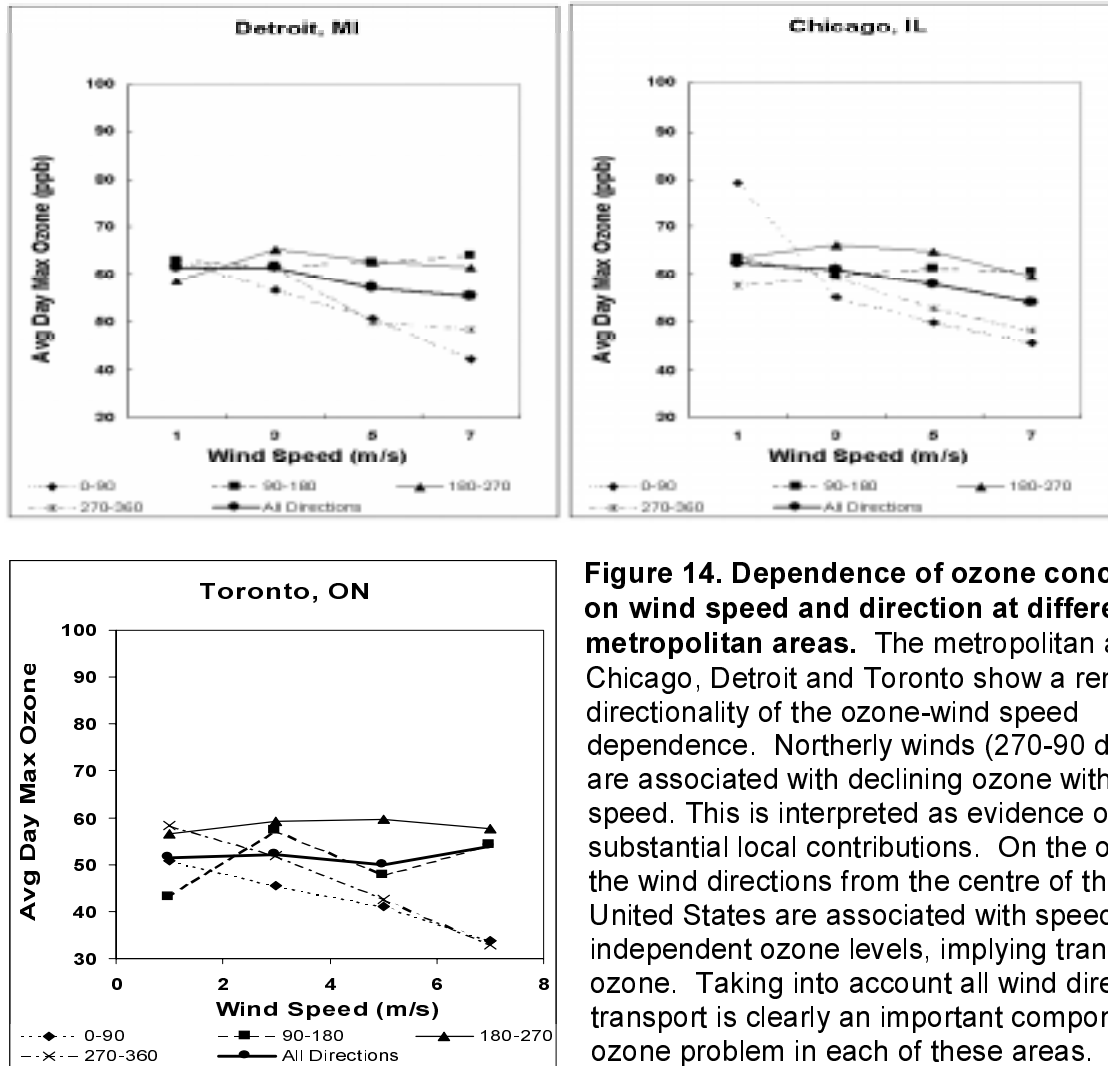 Detroit, MI
100
90
80
70
60
50
40
30
1
3
5
7
Avg Day Max Ozone (ppb)
Wind Speed (m/s)
0-90
90-180
180-270
270-360
All Directions
Chicago, IL
100
90
80
70
60
50
40
30
1
3
5
7
Avg Day Max Ozone (ppb)
Wind Speed (m/s)
0-90
90-180
180-270
270-360
All Directions
Toronto, ON
100
90
80
70
60
50
40
30
0
2
4
6
8
Avg Day Max Ozone
Wind Speed (m/s)
0-90
90-180
180-270
270-360
All Directions
Figure 14. Dependence of ozone conc
on wind speed and direction at differe
metropolitan areas. The metropolitan a
Chicago, Detroit and Toronto show a rem
directionality of the ozone-wind speed
dependence. Northerly winds (270-90 d
are associated with declining ozone with
speed. This is interpreted as evidence o
substantial local contributions. On the o
the wind directions from the centre of th
United States are associated with speed
independent ozone levels, implying tran
ozone. Taking into account all wind dire
transport is clearly an important compor
ozone problem in each of these areas.